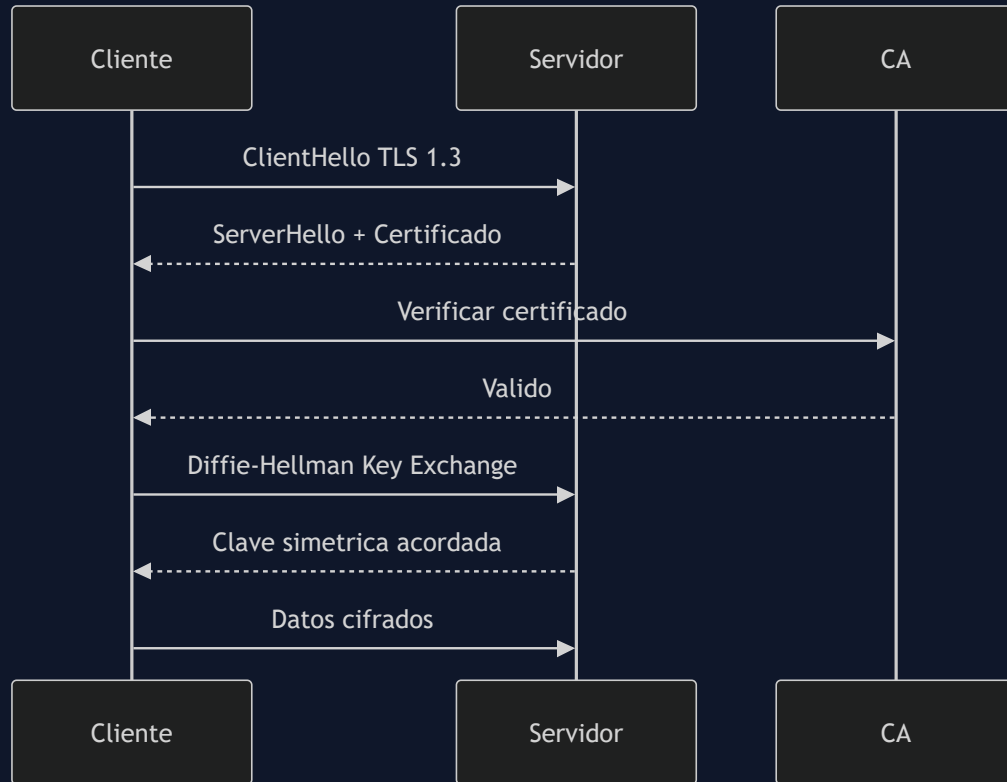 Cliente
Servidor
CA
ClientHello TLS 1.3
ServerHello + Certificado
Verificar certificado
Valido
Diffie-Hellman Key Exchange
Clave simetrica acordada
Datos cifrados
Cliente
Servidor
CA